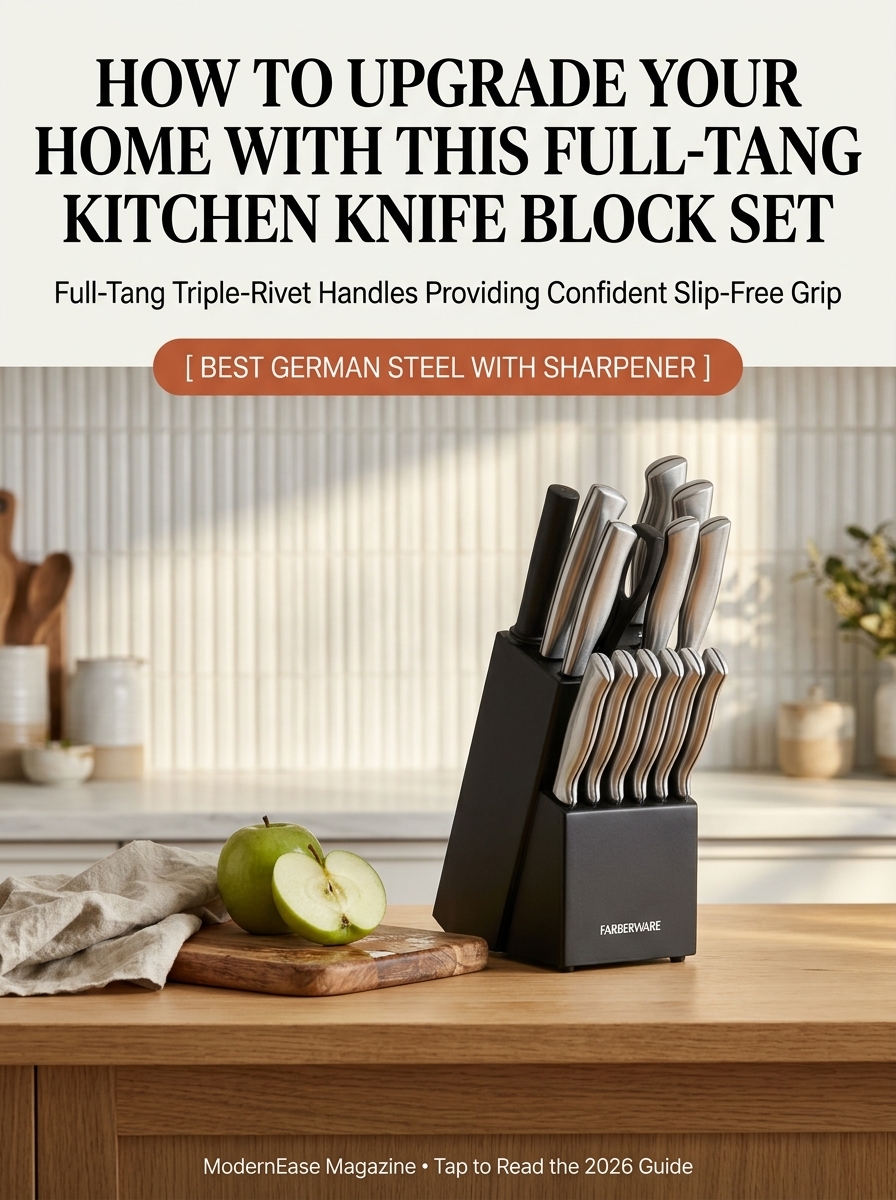 HOW TO UPGRADE YOUR
HOME WITH THIS FULL-TANG
KITCHEN KNIFE BLOCK SET
Full-Tang Triple-Rivet Handles Providing Confident Slip-Free Grip
[ BEST GERMAN STEEL WITH SHARPENER ]
FARBERWARE
ModernEase Magazine • Tap to Read the 2026 Guide